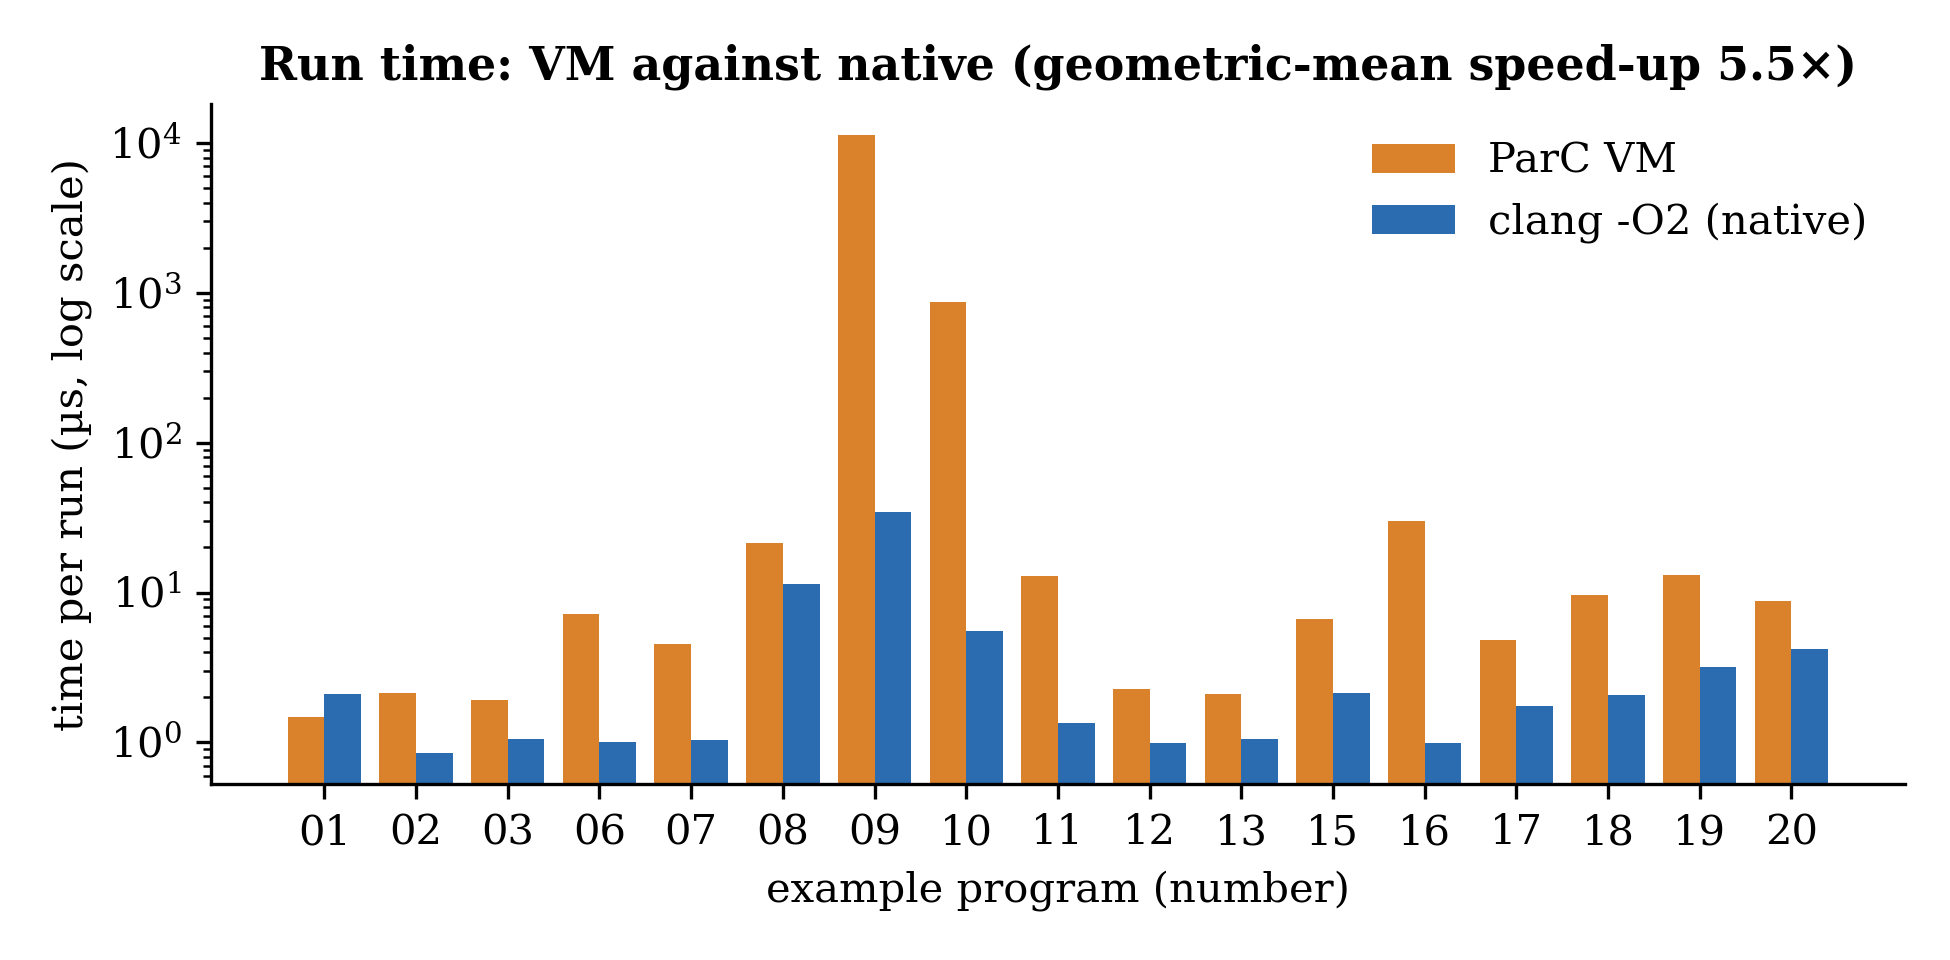 Run time: VM against native (geometric-mean speed-up 5.5×)
time per run (µs, log scale)
10⁴
10³
10²
10¹
10⁰
ParC VM
clang -O2 (native)
01 02 03 06 07 08 09 10 11 12 13 15 16 17 18 19 20
example program (number)